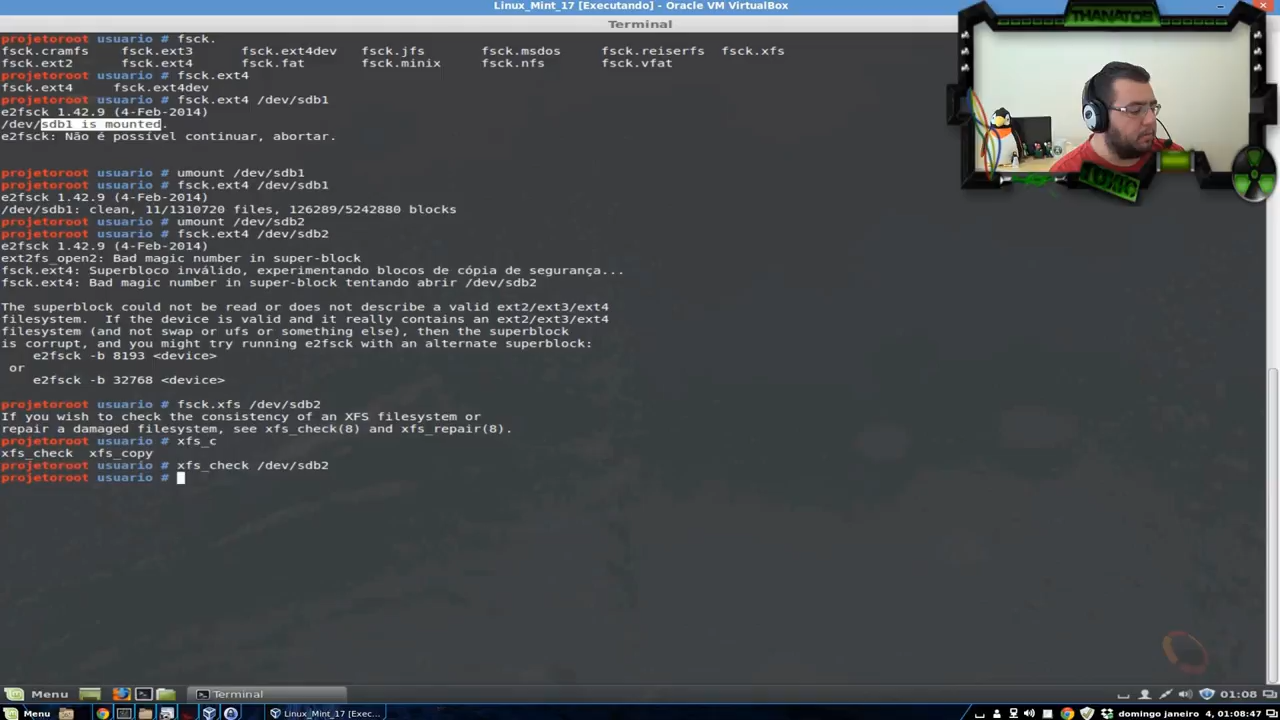 Linux_Mint_17 [Executando] - Oracle VM VirtualBox
Terminal
THANATOS
TOXIC
projetoroot usuario # fsck.
fsck.cramfs fsck.ext3 fsck.ext4dev fsck.jfs fsck.msdos fsck.reiserfs fsck.xfs
fsck.ext2 fsck.ext4 fsck.fat fsck.minix fsck.nfs fsck.vfat
projetoroot usuario # fsck.ext4
fsck.ext4 fsck.ext4dev
projetoroot usuario # fsck.ext4 /dev/sdb1
e2fsck 1.42.9 (4-Feb-2014)
/dev/sdb1 is mounted.
e2fsck: Não é possível continuar, abortar.
projetoroot usuario # umount /dev/sdb1
projetoroot usuario # fsck.ext4 /dev/sdb1
e2fsck 1.42.9 (4-Feb-2014)
/dev/sdb1: clean, 11/1310720 files, 126289/5242880 blocks
projetoroot usuario # umount /dev/sdb2
projetoroot usuario # fsck.ext4 /dev/sdb2
e2fsck 1.42.9 (4-Feb-2014)
ext2fs_open2: Bad magic number in super-block
fsck.ext4: Superbloco inválido, experimentando blocos de cópia de segurança...
fsck.ext4: Bad magic number in super-block tentando abrir /dev/sdb2
The superblock could not be read or does not describe a valid ext2/ext3/ext4
filesystem. If the device is valid and it really contains an ext2/ext3/ext4
filesystem (and not swap or ufs or something else), then the superblock
is corrupt, and you might try running e2fsck with an alternate superblock:
e2fsck -b 8193 <device>
or
e2fsck -b 32768 <device>
projetoroot usuario # fsck.xfs /dev/sdb2
If you wish to check the consistency of an XFS filesystem or
repair a damaged filesystem, see xfs_check(8) and xfs_repair(8).
projetoroot usuario # xfs_c
xfs_check xfs_copy
projetoroot usuario # xfs_check /dev/sdb2
projetoroot usuario #
Menu Terminal 01:08
Menu Linux_Mint_17 [Exec... domingo janeiro 4, 01:08:47